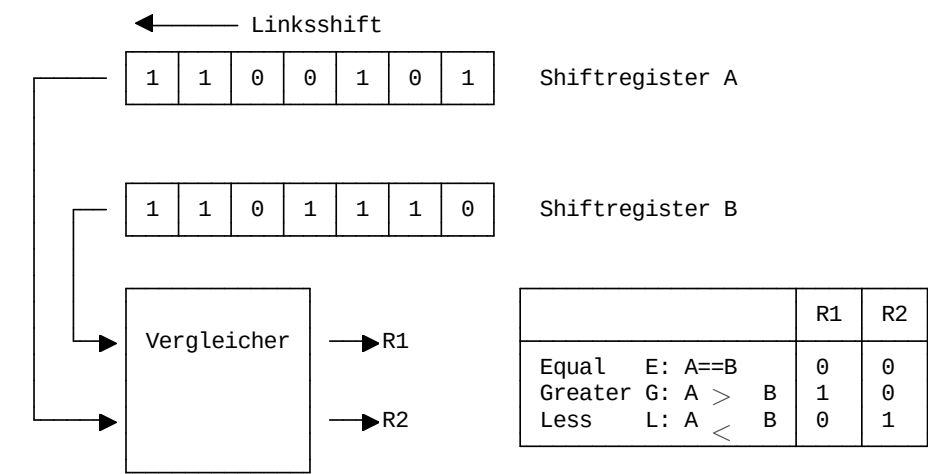 Linksshift
1 1 0 0 1 0 1 Shiftregister A
1 1 0 1 1 1 0 Shiftregister B
R1 R2
Vergleicher R1
Equal E: A==B 0 0
Greater G: A > B 1 0
Less L: A < B 0 1
R2